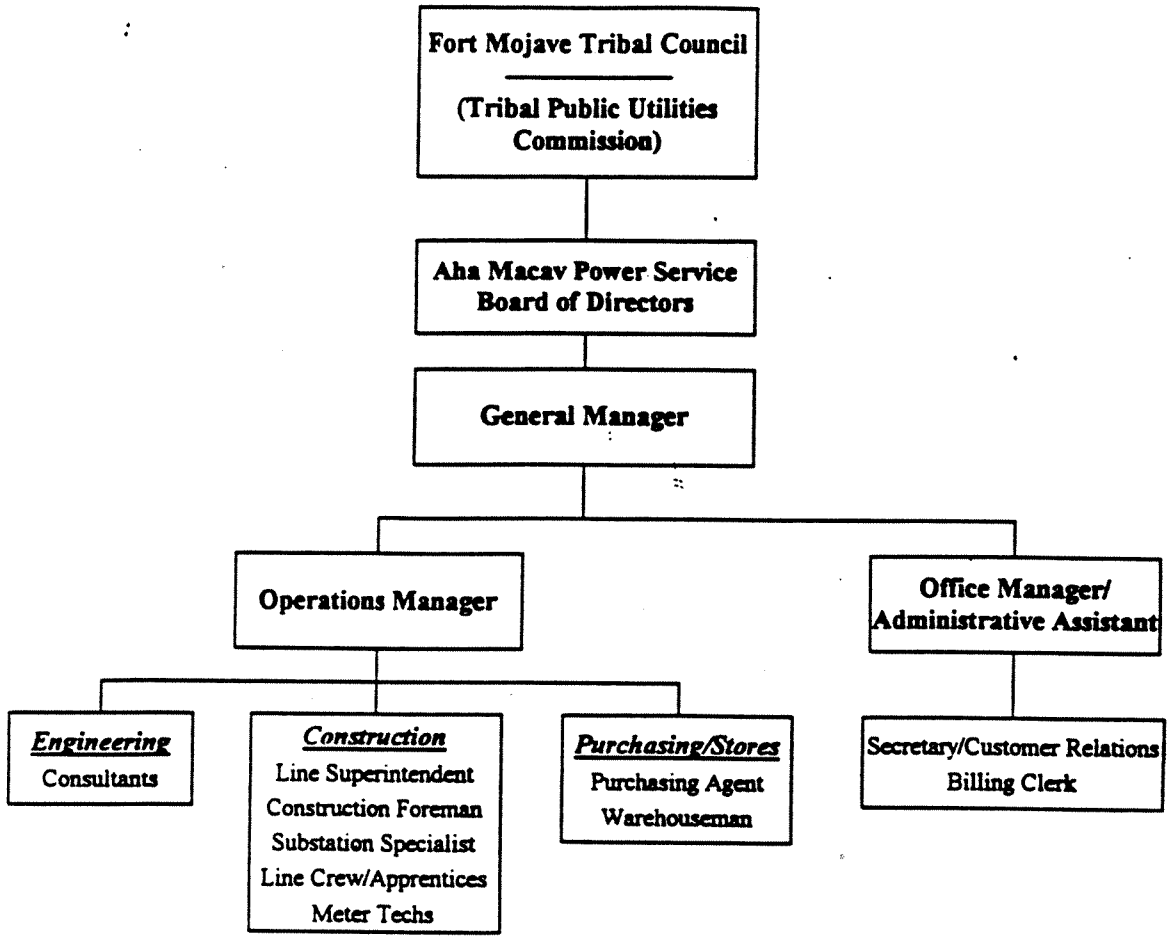 Fort Mojave Tribal Council
(Tribal Public Utilities
Commission)
Aha Macav Power Service
Board of Directors
General Manager
Operations Manager
Office Manager/
Administrative Assistant
Engineering
Consultants
Construction
Line Superintendent
Construction Foreman
Substation Specialist
Line Crew/Apprentices
Meter Techs
Purchasing/Stores
Purchasing Agent
Warehouseman
Secretary/Customer Relations
Billing Clerk